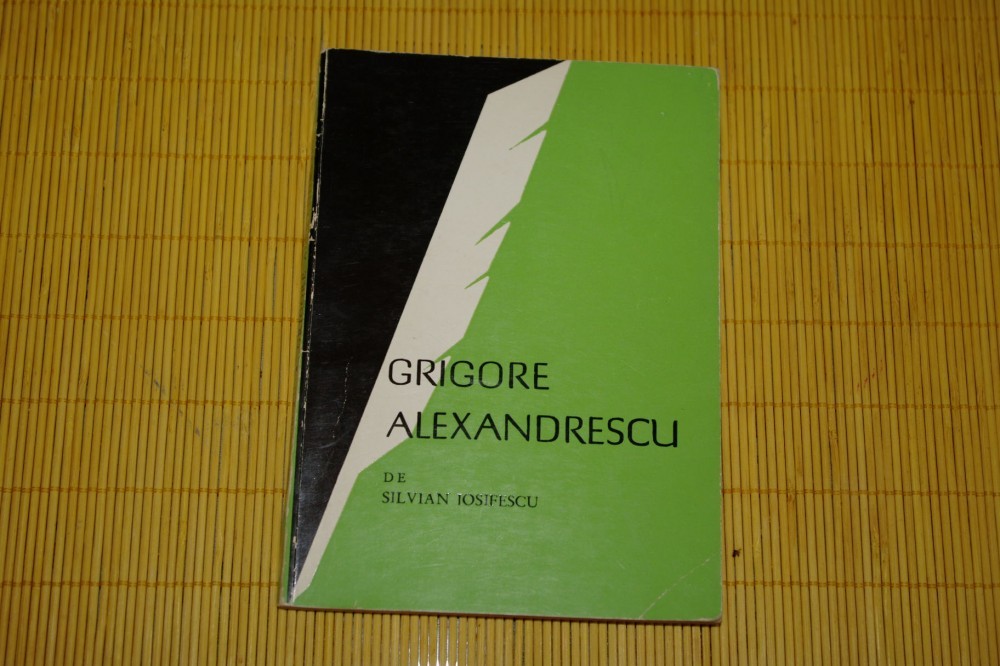 GRIGORE
ALEXANDRESCU
DE
SILVIAN IOSIFESCU